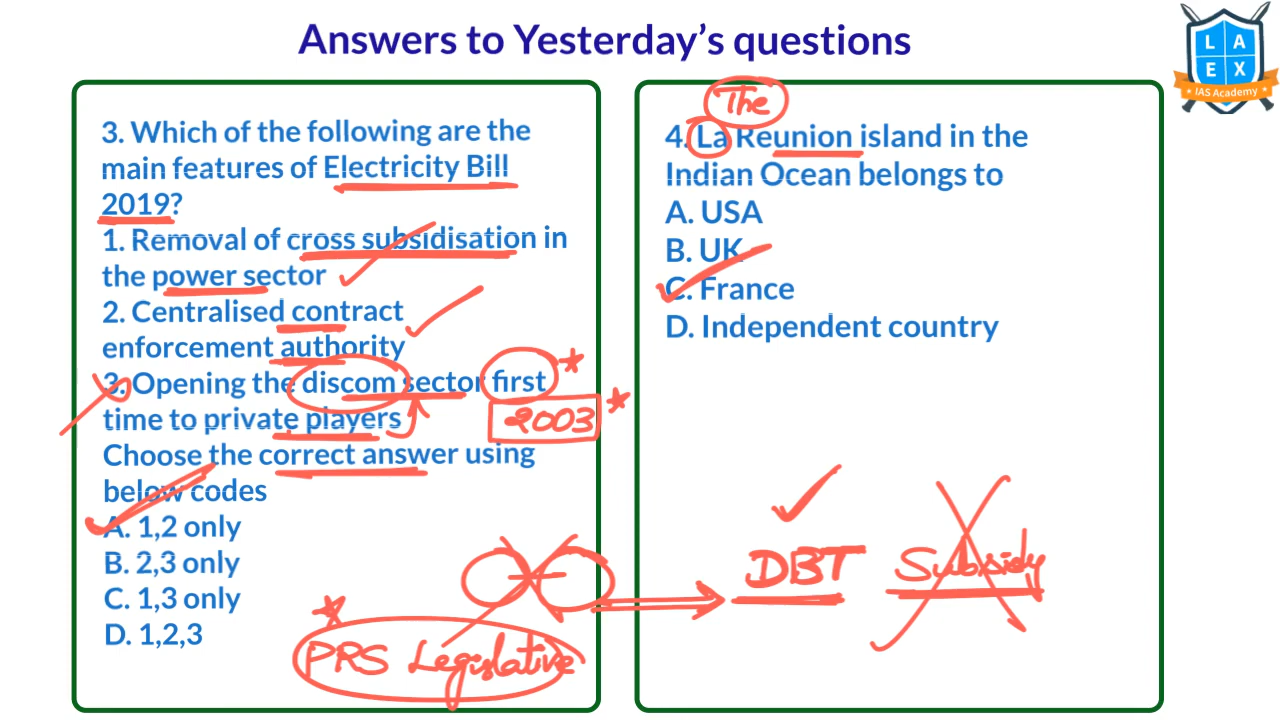 Answers to Yesterday's questions
L A
E X
IAS Academy
3. Which of the following are the
main features of Electricity Bill
2019?
1. Removal of cross subsidisation in
the power sector
2. Centralised contract
enforcement authority
3. Opening the discom sector first
time to private players
2003
Choose the correct answer using
below codes
A. 1,2 only
B. 2,3 only
C. 1,3 only
D. 1,2,3
PRS Legislative
The
4. La Reunion island in the
Indian Ocean belongs to
A. USA
B. UK
C. France
D. Independent country
DBT Subsidy